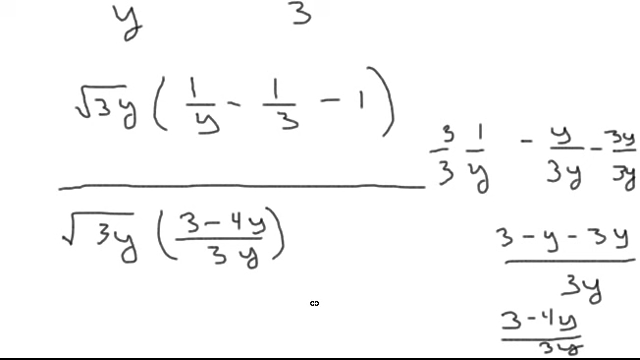 y 3
√3y ( 1/y - 1/3 - 1 )
3/3 1/y - y/3y - 3y/3y
√3y ( 3 - 4y / 3y )
3 - y - 3y / 3y
3 - 4y / 3y